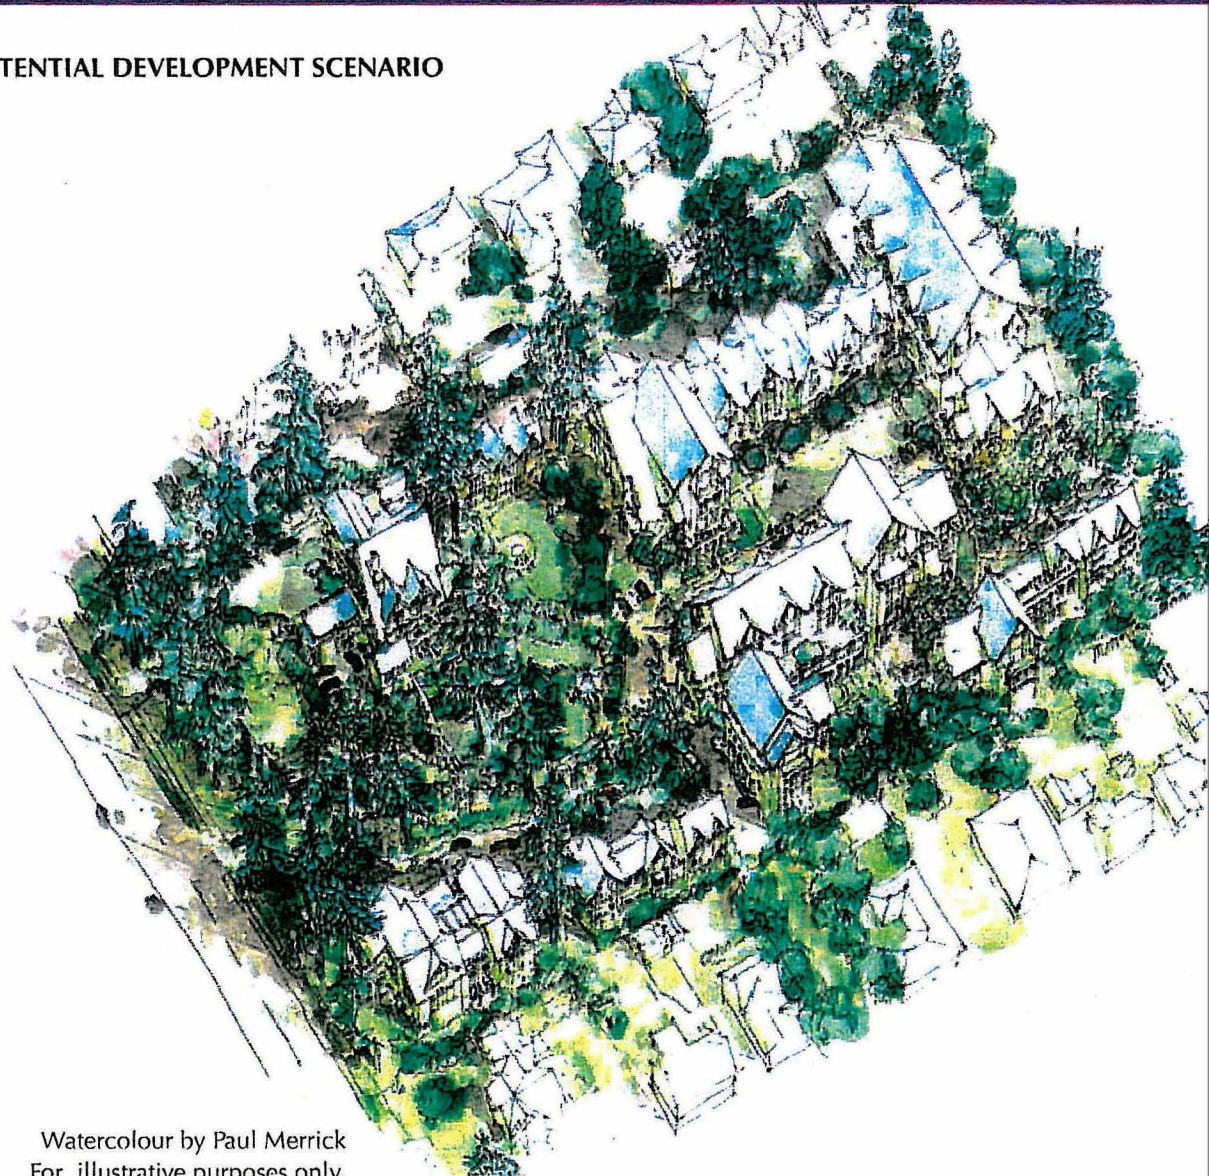 TENTIAL DEVELOPMENT SCENARIO
Watercolour by Paul Merrick
For illustrative purposes only